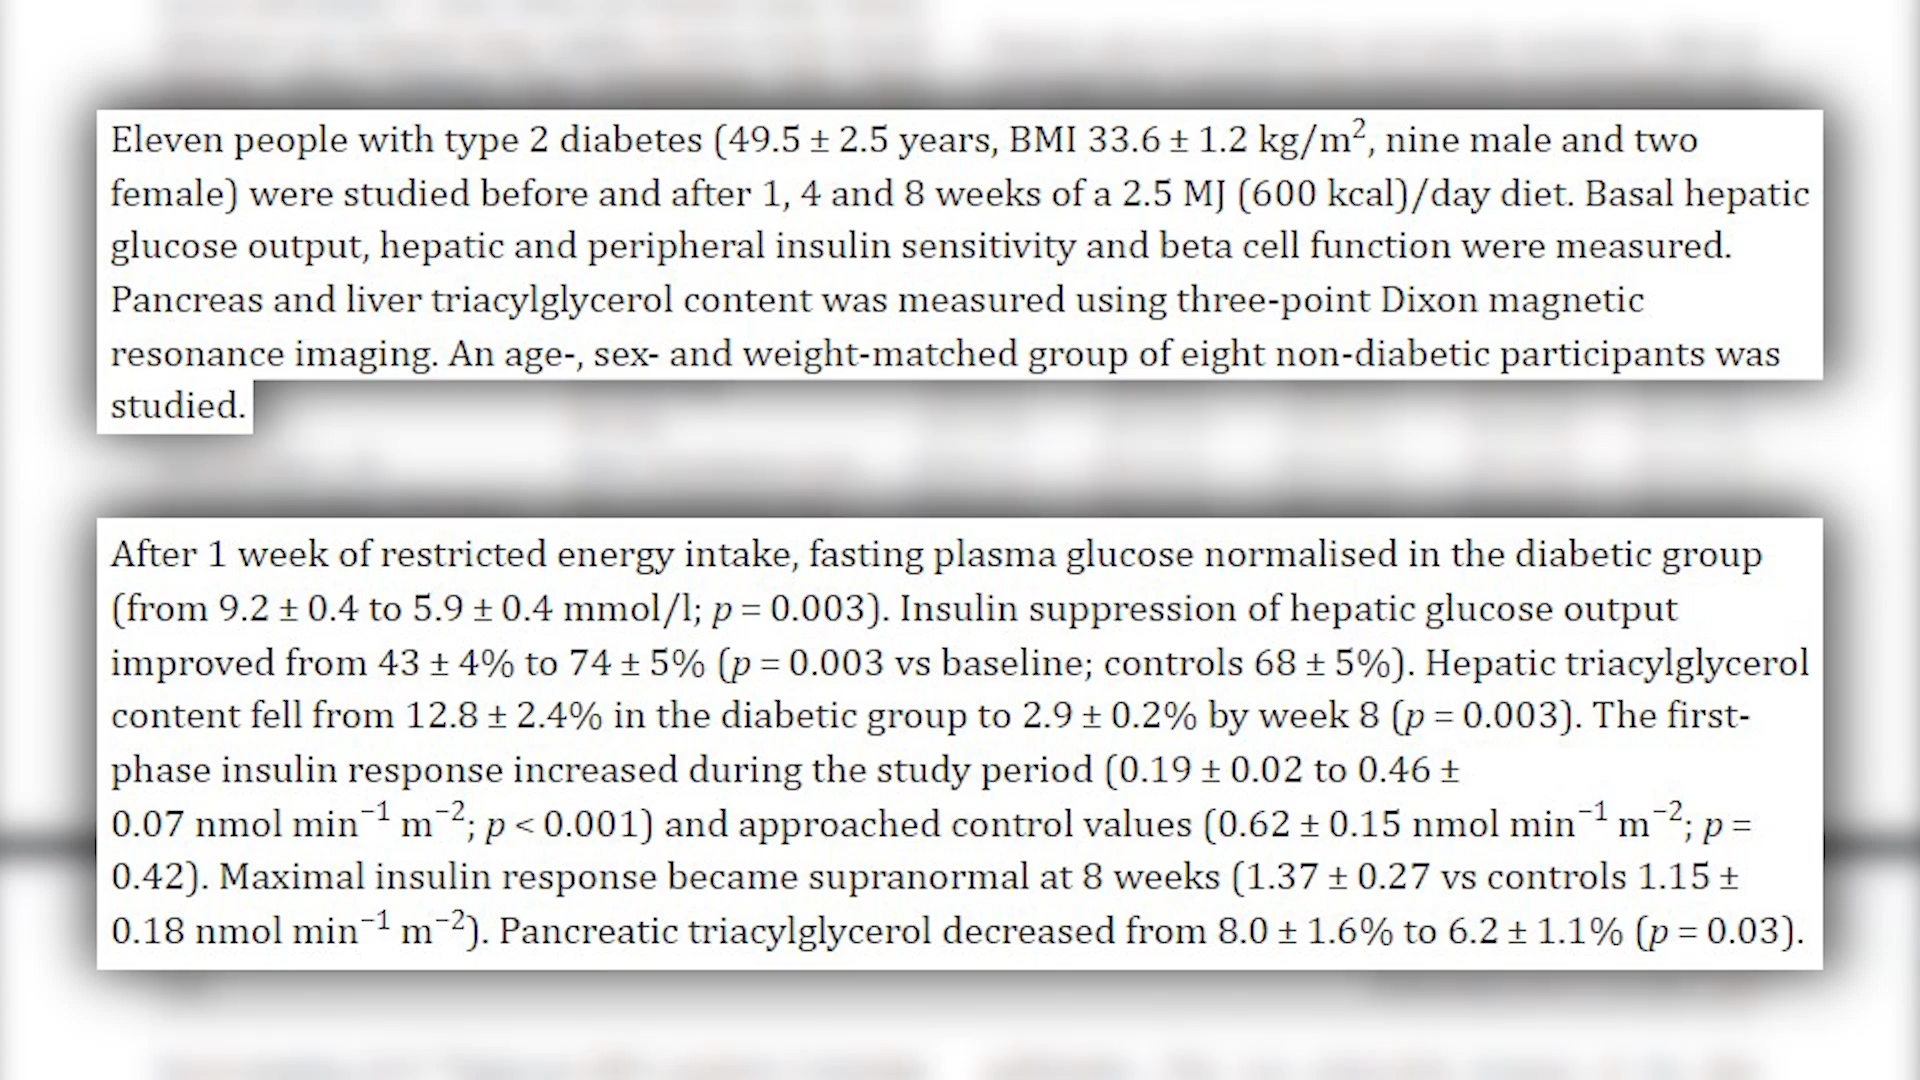 Eleven people with type 2 diabetes (49.5 ± 2.5 years, BMI 33.6 ± 1.2 kg/m², nine male and two
female) were studied before and after 1, 4 and 8 weeks of a 2.5 MJ (600 kcal)/day diet. Basal hepatic
glucose output, hepatic and peripheral insulin sensitivity and beta cell function were measured.
Pancreas and liver triacylglycerol content was measured using three-point Dixon magnetic
resonance imaging. An age-, sex- and weight-matched group of eight non-diabetic participants was
studied.
After 1 week of restricted energy intake, fasting plasma glucose normalised in the diabetic group
(from 9.2 ± 0.4 to 5.9 ± 0.4 mmol/l; p = 0.003). Insulin suppression of hepatic glucose output
improved from 43 ± 4% to 74 ± 5% (p = 0.003 vs baseline; controls 68 ± 5%). Hepatic triacylglycerol
content fell from 12.8 ± 2.4% in the diabetic group to 2.9 ± 0.2% by week 8 (p = 0.003). The first-
phase insulin response increased during the study period (0.19 ± 0.02 to 0.46 ±
0.07 nmol min⁻¹ m⁻²; p < 0.001) and approached control values (0.62 ± 0.15 nmol min⁻¹ m⁻²; p =
0.42). Maximal insulin response became supranormal at 8 weeks (1.37 ± 0.27 vs controls 1.15 ±
0.18 nmol min⁻¹ m⁻²). Pancreatic triacylglycerol decreased from 8.0 ± 1.6% to 6.2 ± 1.1% (p = 0.03).